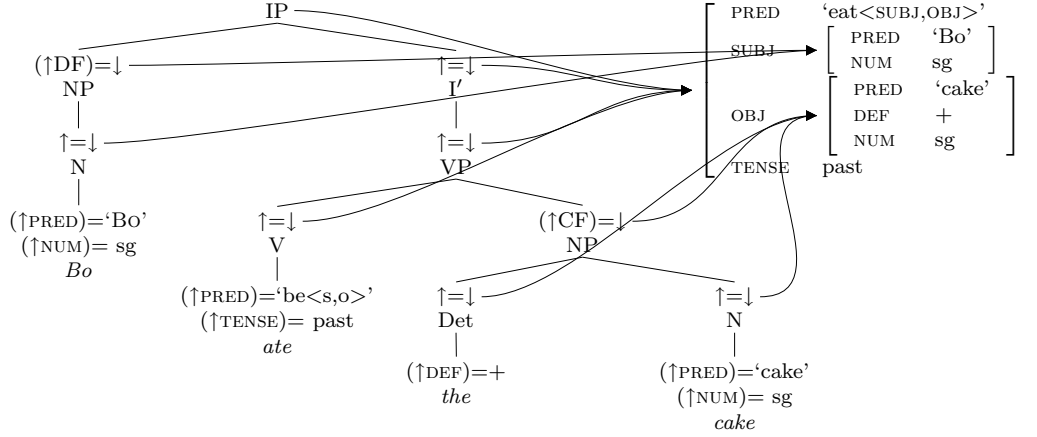 IP
PRED ‘eat<SUBJ,OBJ>’
SUBJ
PRED ‘Bo’
NUM sg
(↑DF)=↓ ↑=↓
NP I′
OBJ
PRED ‘cake’
DEF +
NUM sg
↑=↓ ↑=↓
N VP
TENSE past
(↑PRED)=‘Bo’ ↑=↓ (↑CF)=↓
(↑NUM)= sg V NP
Bo
(↑PRED)=‘be<s,o>’ ↑=↓ ↑=↓
(↑TENSE)= past Det N
ate
(↑DEF)=+ (↑PRED)=‘cake’
the (↑NUM)= sg
cake